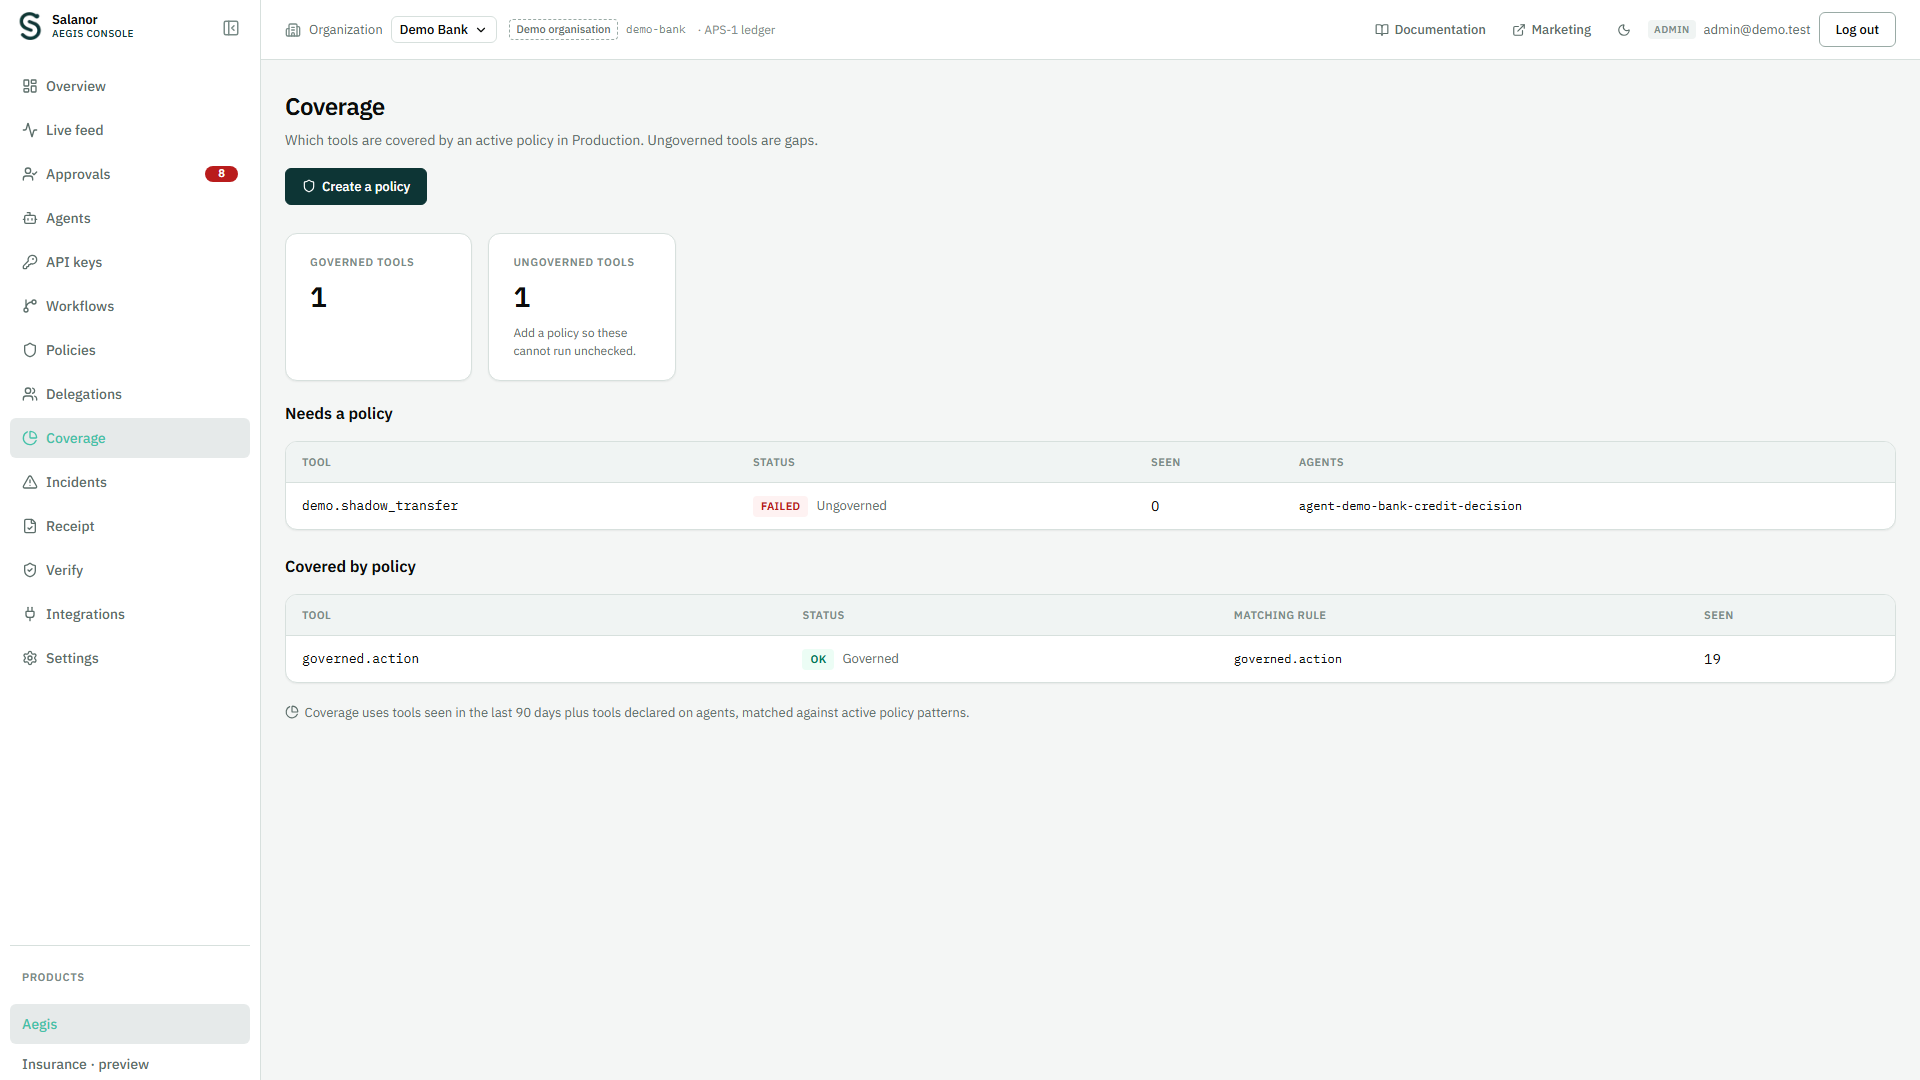 Salanor
AEGIS CONSOLE
Overview
Live feed
Approvals 8
Agents
API keys
Workflows
Policies
Delegations
Coverage
Incidents
Receipt
Verify
Integrations
Settings
PRODUCTS
Aegis
Insurance · preview
Organization Demo Bank Demo organisation demo-bank · APS-1 ledger
Documentation Marketing ADMIN admin@demo.test Log out
Coverage
Which tools are covered by an active policy in Production. Ungoverned tools are gaps.
Create a policy
GOVERNED TOOLS
1
UNGOVERNED TOOLS
1
Add a policy so these
cannot run unchecked.
Needs a policy
TOOL STATUS SEEN AGENTS
demo.shadow_transfer FAILED Ungoverned 0 agent-demo-bank-credit-decision
Covered by policy
TOOL STATUS MATCHING RULE SEEN
governed.action OK Governed governed.action 19
Coverage uses tools seen in the last 90 days plus tools declared on agents, matched against active policy patterns.